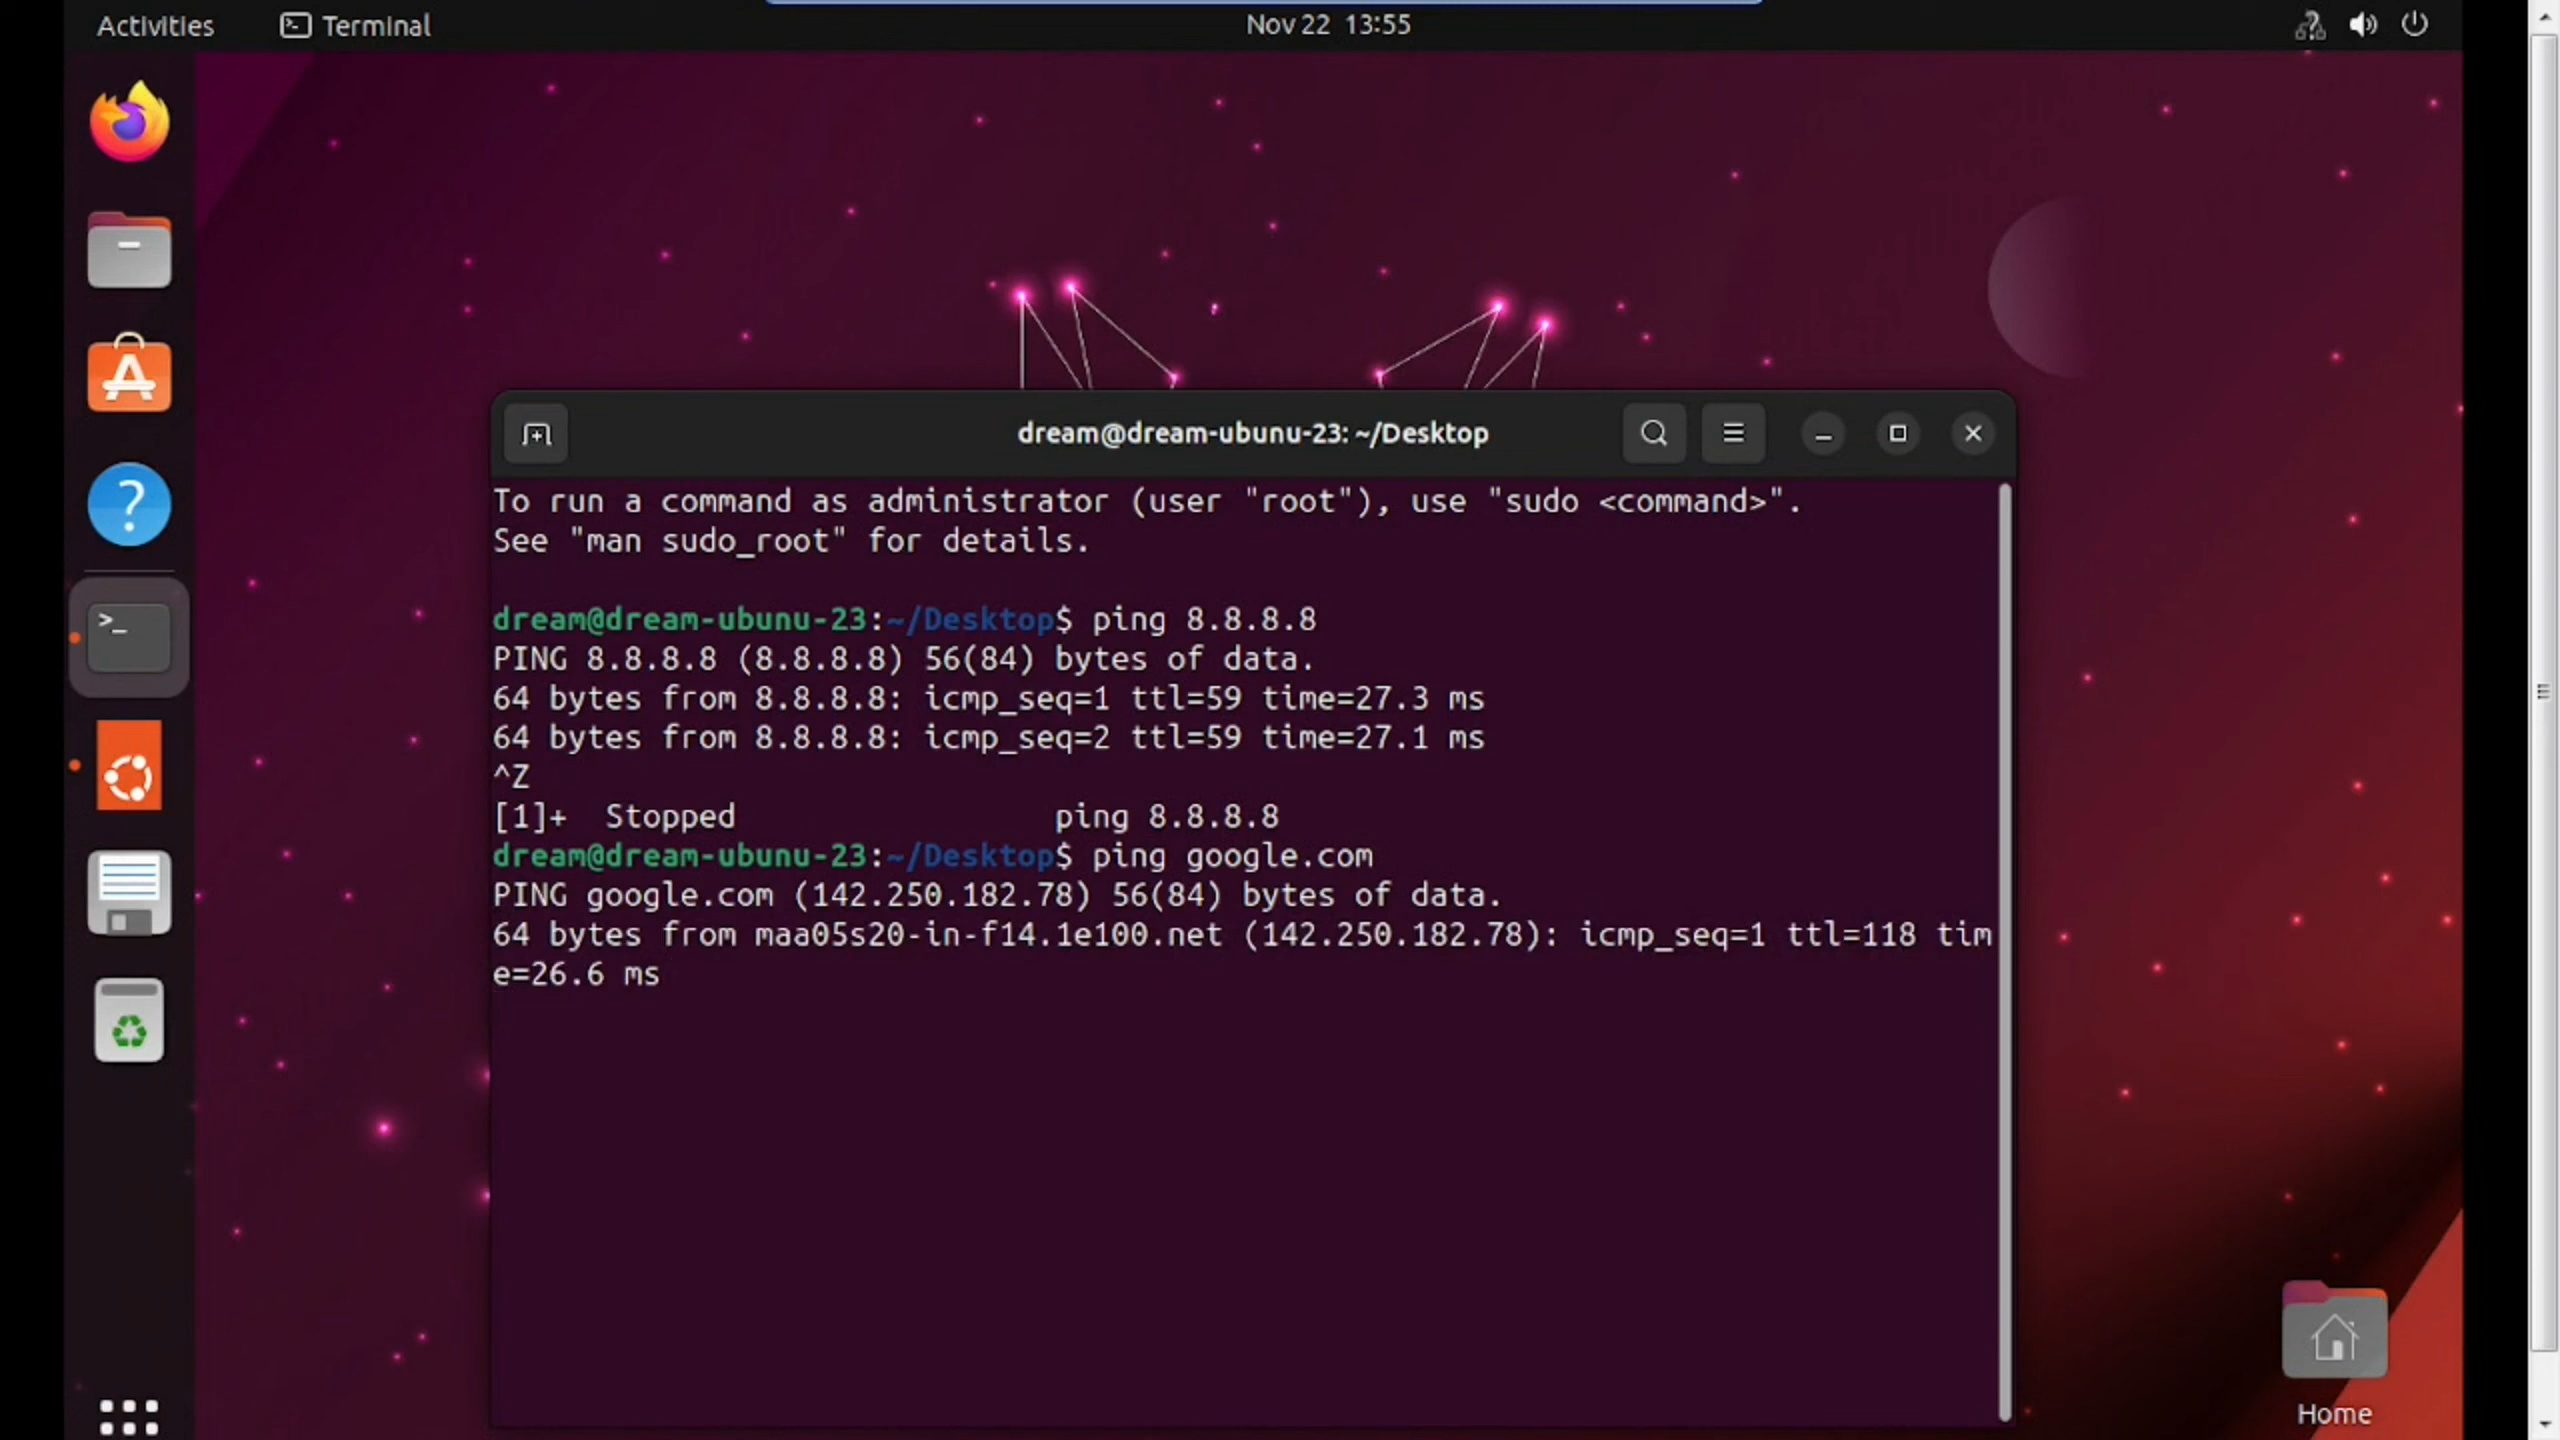 Activities
Terminal
Nov 22 13:55
dream@dream-ubunu-23: ~/Desktop
To run a command as administrator (user "root"), use "sudo <command>".
See "man sudo_root" for details.
dream@dream-ubunu-23:~/Desktop$ ping 8.8.8.8
PING 8.8.8.8 (8.8.8.8) 56(84) bytes of data.
64 bytes from 8.8.8.8: icmp_seq=1 ttl=59 time=27.3 ms
64 bytes from 8.8.8.8: icmp_seq=2 ttl=59 time=27.1 ms
^Z
[1]+  Stopped                 ping 8.8.8.8
dream@dream-ubunu-23:~/Desktop$ ping google.com
PING google.com (142.250.182.78) 56(84) bytes of data.
64 bytes from maa05s20-in-f14.1e100.net (142.250.182.78): icmp_seq=1 ttl=118 tim
e=26.6 ms
Home